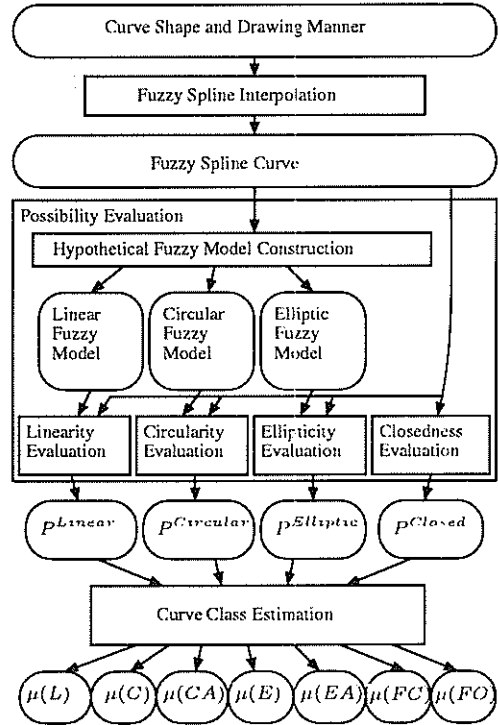 Curve Shape and Drawing Manner
Fuzzy Spline Interpolation
Fuzzy Spline Curve
Possibility Evaluation
Hypothetical Fuzzy Model Construction
Linear
Fuzzy
Model
Circular
Fuzzy
Model
Elliptic
Fuzzy
Model
Linearity
Evaluation
Circularity
Evaluation
Ellipticity
Evaluation
Closedness
Evaluation
P^Linear
P^Circular
P^Elliptic
P^Closed
Curve Class Estimation
μ(L)
μ(C)
μ(CA)
μ(E)
μ(EA)
μ(FC)
μ(FO)